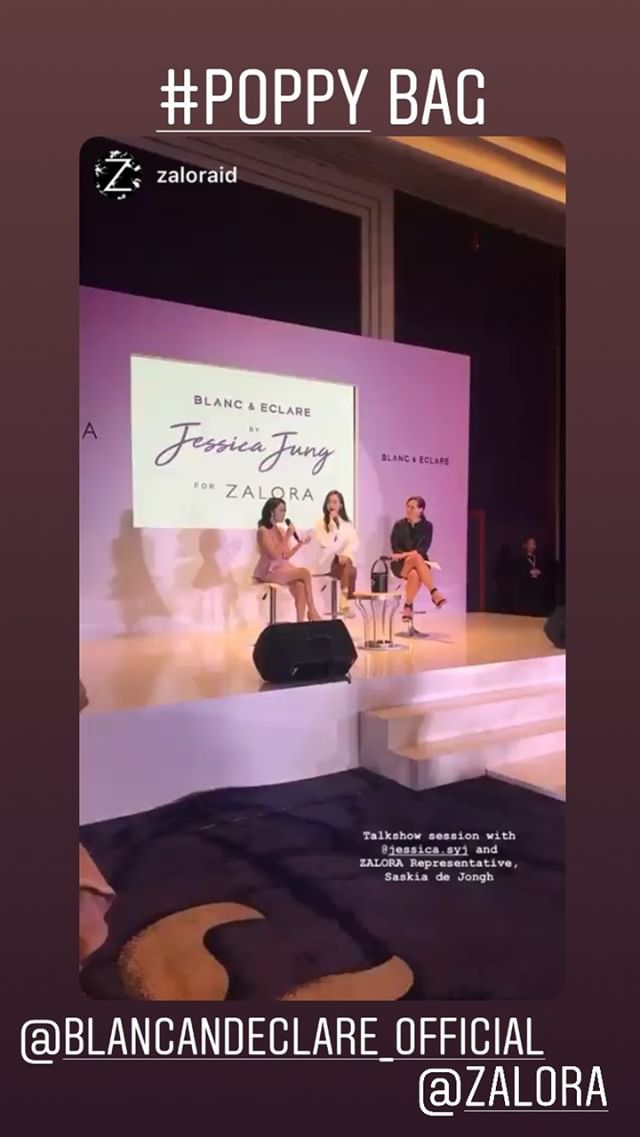 #POPPY BAG
zaloraid
BLANC & ECLARE
BY
Jessica Jung
FOR ZALORA
A
BLANC & ECLARE
Talkshow session with
@jessica.syj and
ZALORA Representative,
Saskia de Jongh
@BLANCANDECLARE_OFFICIAL
@ZALORA